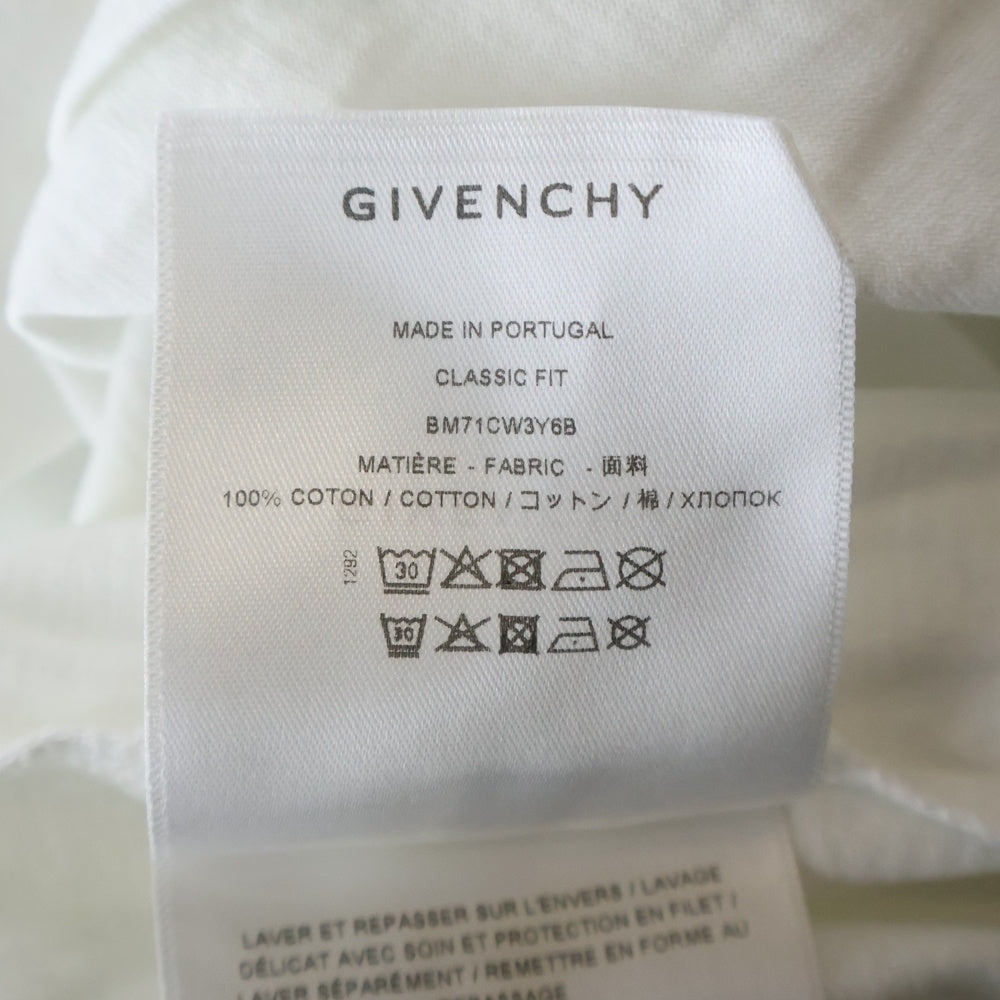 GIVENCHY
MADE IN PORTUGAL
CLASSIC FIT
BM71CW3Y6B
MATIÈRE - FABRIC - 面料
100% COTON / COTTON / コットン / 棉 / ХЛОПОК
1292
30
30
LAVER ET REPASSER SUR L'ENVERS / LAVAGE
DÉLICAT AVEC SOIN ET PROTECTION EN FILET /
LAVER SÉPARÉMENT / REMETTRE EN FORME AU